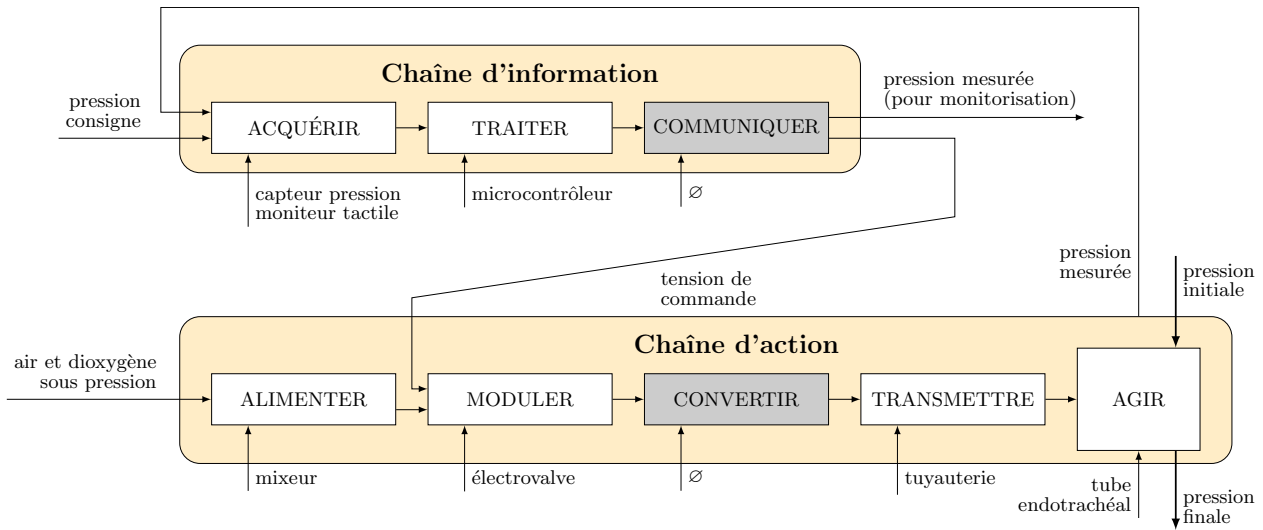 Chaîne d'information
pression
consigne
ACQUÉRIR
TRAITER
COMMUNIQUER
pression mesurée
(pour monitorisation)
capteur pression
moniteur tactile
microcontrôleur
∅
tension de
commande
pression
mesurée
pression
initiale
Chaîne d'action
air et dioxygène
sous pression
ALIMENTER
MODULER
CONVERTIR
TRANSMETTRE
AGIR
mixeur
électrovalve
∅
tuyauterie
tube
endotrachéal
pression
finale